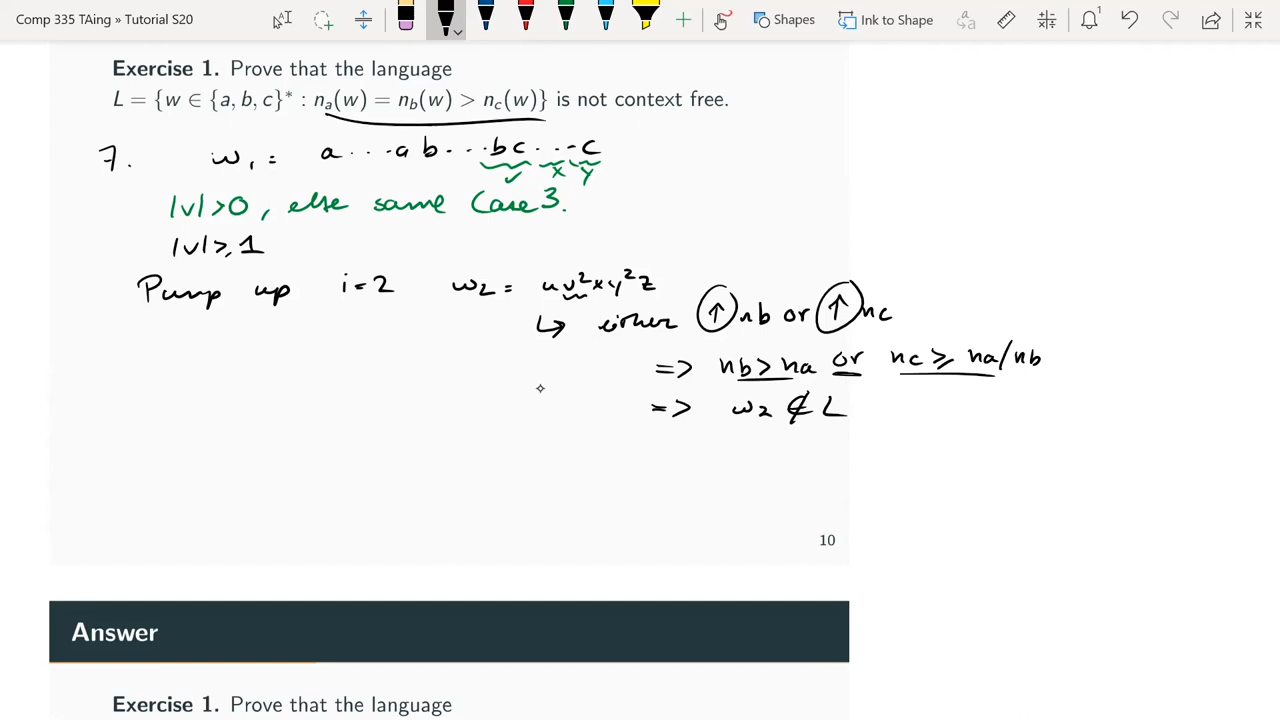 Comp 335 TAing » Tutorial S20
Shapes
Ink to Shape
1
Exercise 1. Prove that the language
L = {w ∈ {a, b, c}* : nₐ(w) = n_b(w) > n_c(w)} is not context free.
7. w₁ = a · · · a b · · · b c · · · c
v x y
|v| > 0, else same Case 3.
|v| ≥ 1
Pump up i = 2 w₂ = uv²xy²z
↳ either ↑ nb or ↑ nc
=> nb > na or nc ≥ na/nb
=> w₂ ∉ L
10
Answer
Exercise 1. Prove that the language